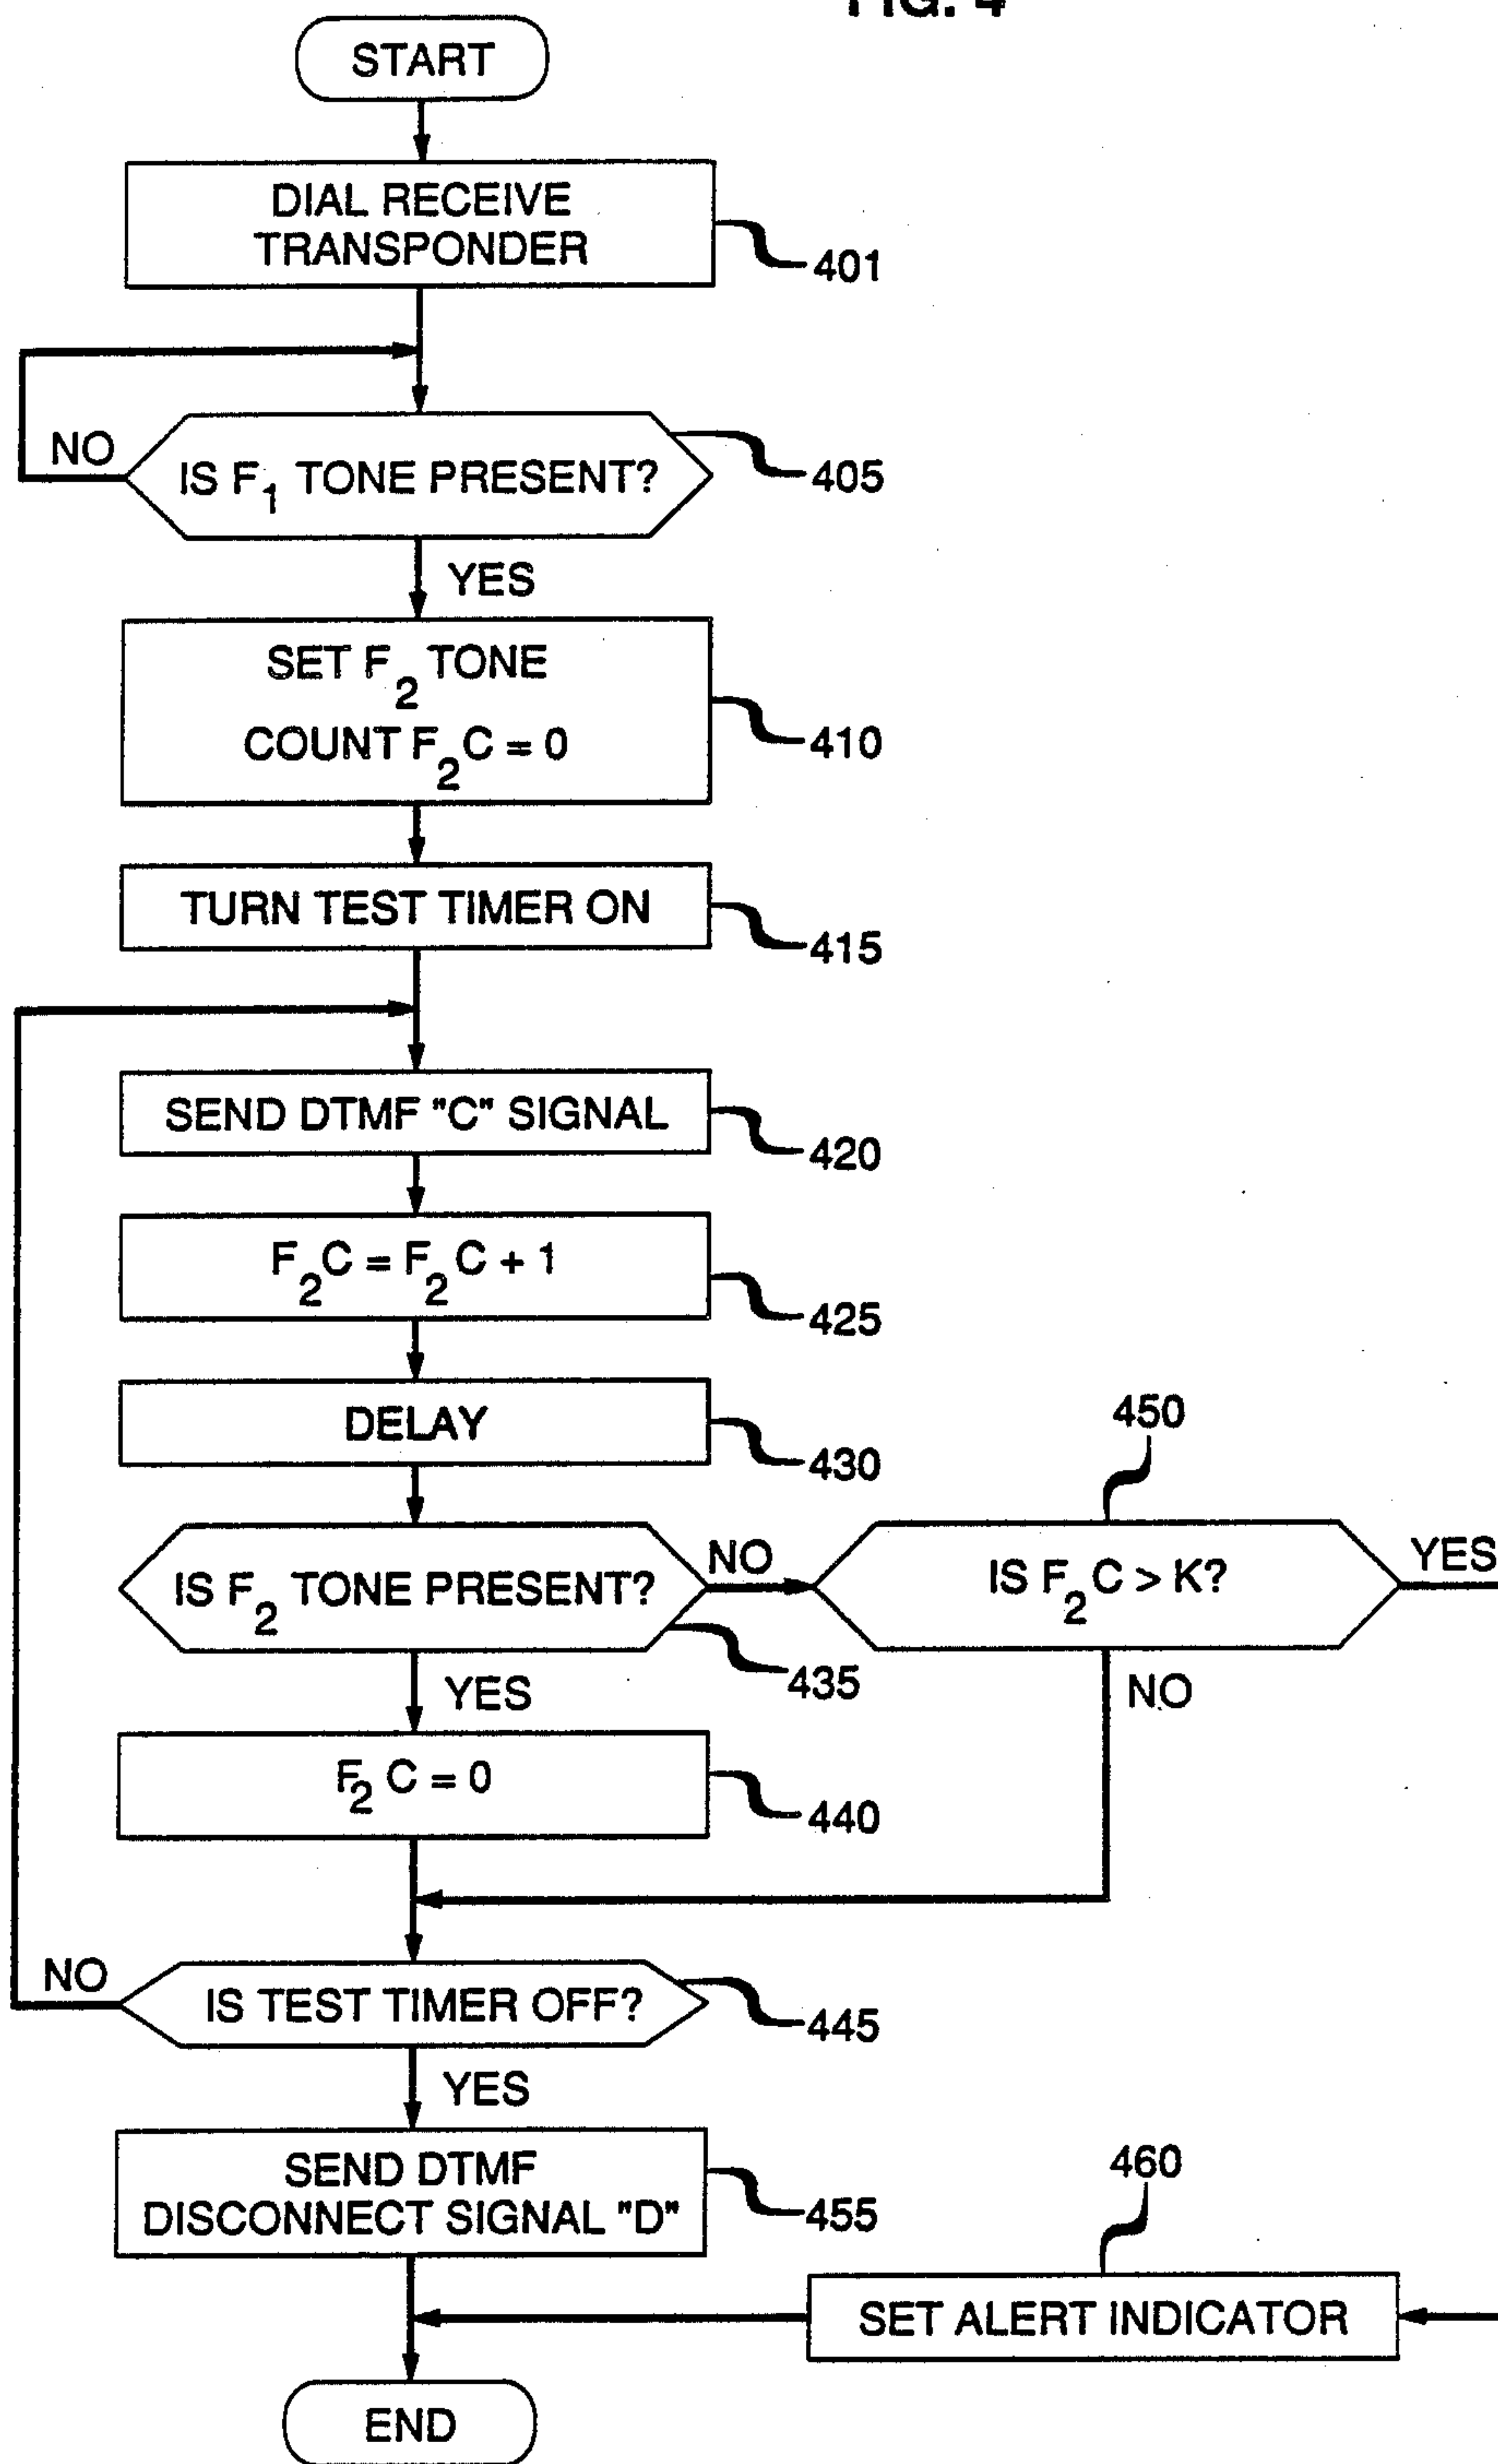 FIG. 4
START
DIAL RECEIVE
TRANSPONDER
401
NO
IS F1 TONE PRESENT?
405
YES
SET F2 TONE
COUNT F2C = 0
410
TURN TEST TIMER ON
415
SEND DTMF "C" SIGNAL
420
F2C = F2C + 1
425
DELAY
430
450
IS F2 TONE PRESENT?
NO
IS F2C > K?
YES
435
YES
NO
F2 C = 0
440
NO
IS TEST TIMER OFF?
445
YES
SEND DTMF
DISCONNECT SIGNAL "D"
455
460
SET ALERT INDICATOR
END